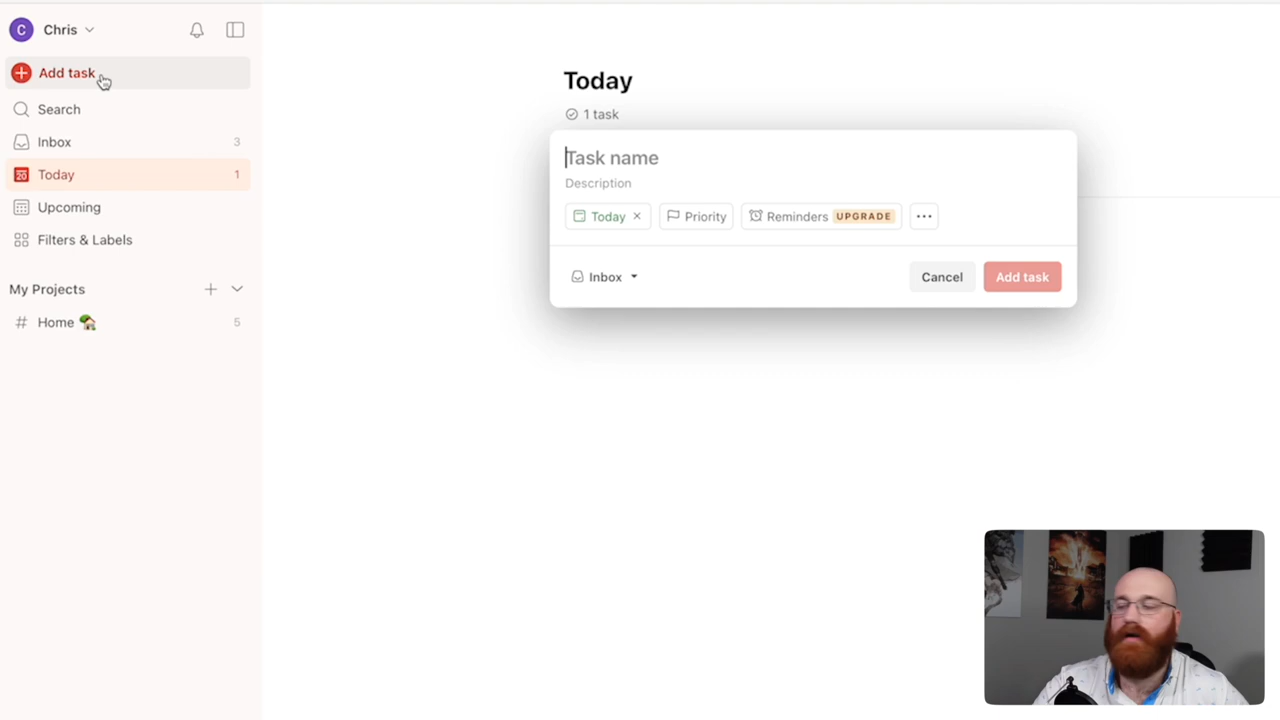 C Chris
Add task
Search
Inbox 3
20 Today 1
Upcoming
Filters & Labels
My Projects
# Home 5
Today
1 task
Task name
Description
Today × Priority Reminders UPGRADE ...
Inbox
Cancel Add task